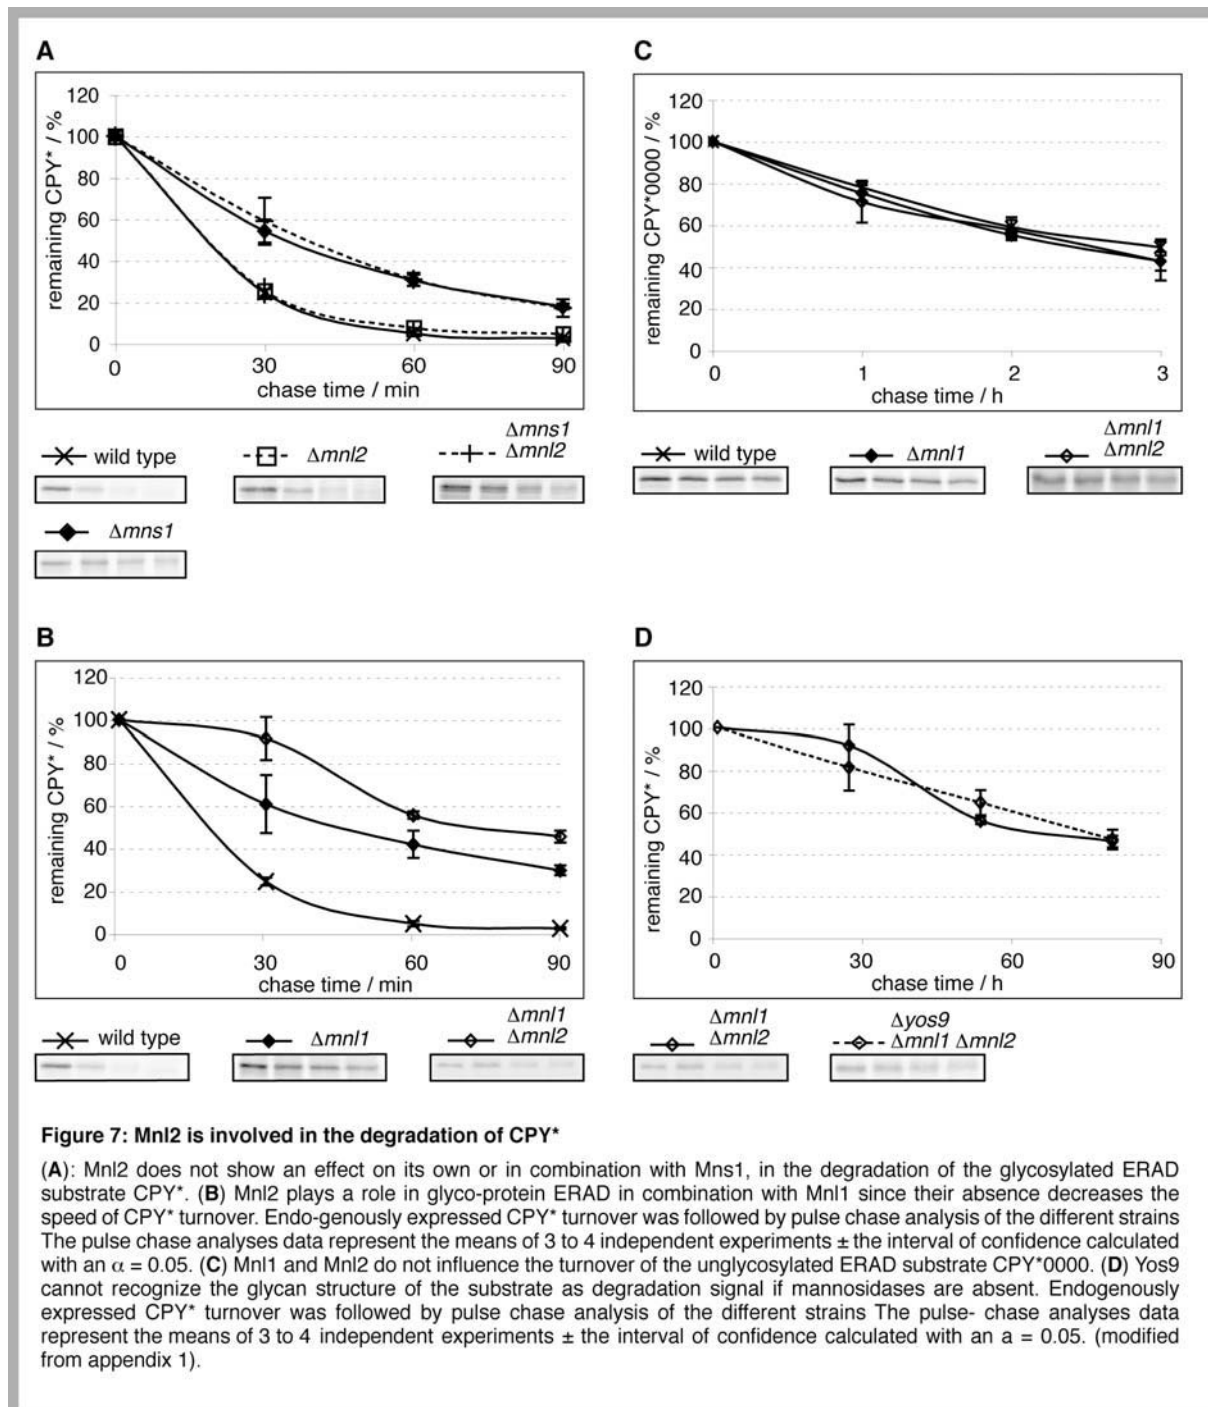 A
120
100
80
60
40
20
0
remaining CPY* / %
0
30
60
90
chase time / min
wild type
Δmnl2
Δmns1
Δmnl2
Δmns1
C
120
100
80
60
40
20
0
remaining CPY*0000 / %
0
1
2
3
chase time / h
wild type
Δmnl1
Δmnl1
Δmnl2
B
120
100
80
60
40
20
0
remaining CPY* / %
0
30
60
90
chase time / min
wild type
Δmnl1
Δmnl1
Δmnl2
D
120
100
80
60
40
20
0
remaining CPY* / %
0
30
60
90
chase time / h
Δmnl1
Δmnl2
Δyos9
Δmnl1 Δmnl2
Figure 7: Mnl2 is involved in the degradation of CPY*
(A): Mnl2 does not show an effect on its own or in combination with Mns1, in the degradation of the glycosylated ERAD
substrate CPY*. (B) Mnl2 plays a role in glyco-protein ERAD in combination with Mnl1 since their absence decreases the
speed of CPY* turnover. Endo-genously expressed CPY* turnover was followed by pulse chase analysis of the different strains
The pulse chase analyses data represent the means of 3 to 4 independent experiments ± the interval of confidence calculated
with an α = 0.05. (C) Mnl1 and Mnl2 do not influence the turnover of the unglycosylated ERAD substrate CPY*0000. (D) Yos9
cannot recognize the glycan structure of the substrate as degradation signal if mannosidases are absent. Endogenously
expressed CPY* turnover was followed by pulse chase analysis of the different strains The pulse- chase analyses data
represent the means of 3 to 4 independent experiments ± the interval of confidence calculated with an a = 0.05. (modified
from appendix 1).